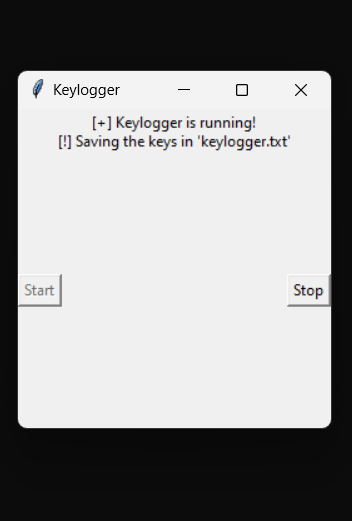 Keylogger
[+] Keylogger is running!
[!] Saving the keys in 'keylogger.txt'
Start
Stop